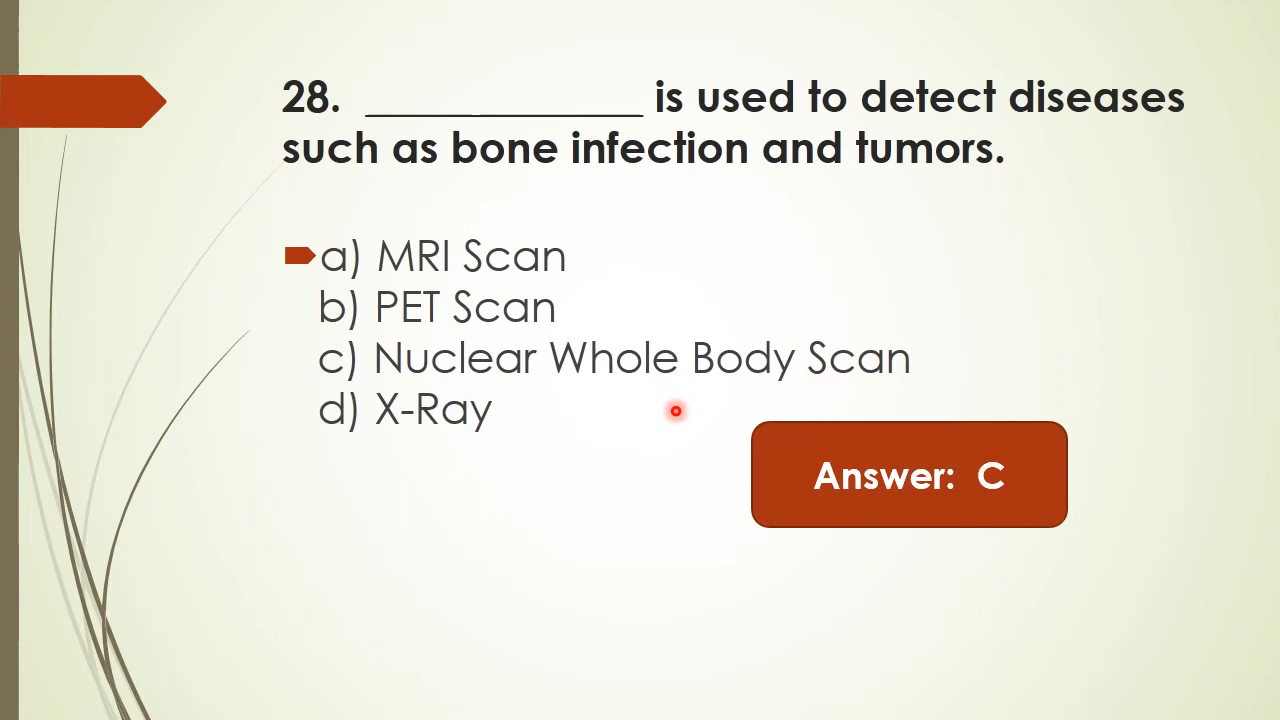 28. _____________ is used to detect diseases
such as bone infection and tumors.
a) MRI Scan
b) PET Scan
c) Nuclear Whole Body Scan
d) X-Ray
Answer: C